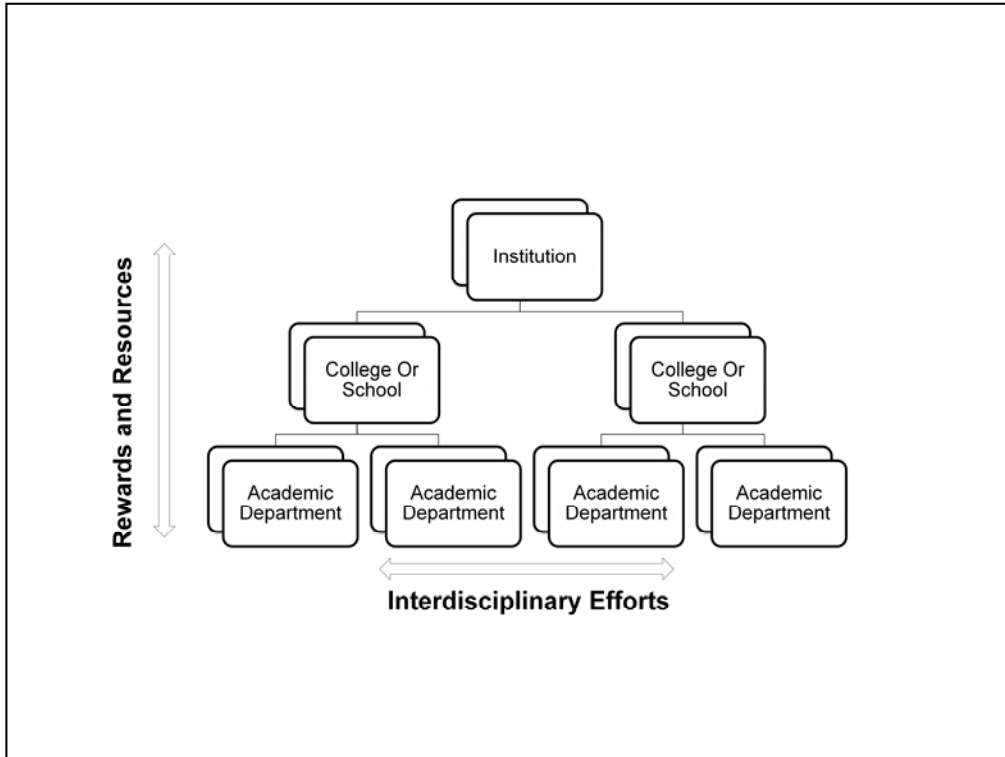 Institution
Rewards and Resources
College Or
School
College Or
School
Academic
Department
Academic
Department
Academic
Department
Academic
Department
Interdisciplinary Efforts